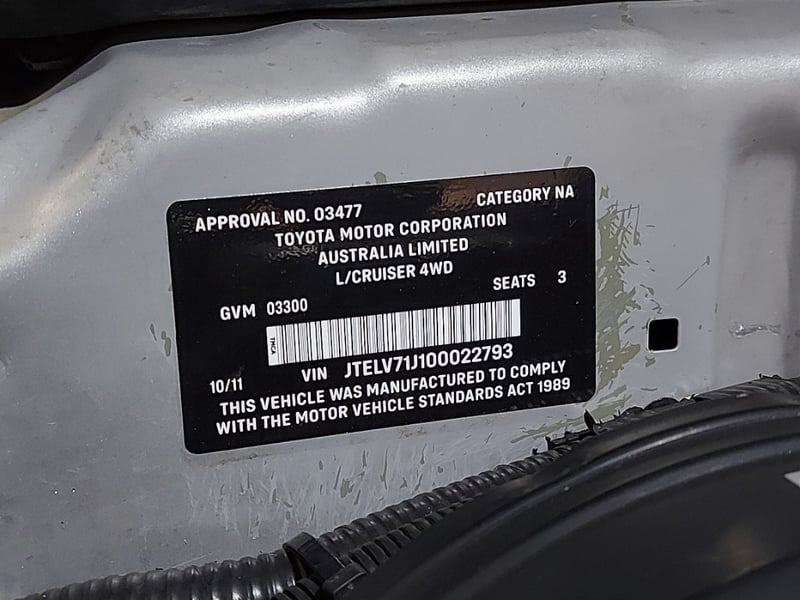 APPROVAL NO. 03477 CATEGORY NA
TOYOTA MOTOR CORPORATION
AUSTRALIA LIMITED
L/CRUISER 4WD
GVM 03300 SEATS 3
TMCA
10/11 VIN JTELV71J100022793
THIS VEHICLE WAS MANUFACTURED TO COMPLY
WITH THE MOTOR VEHICLE STANDARDS ACT 1989